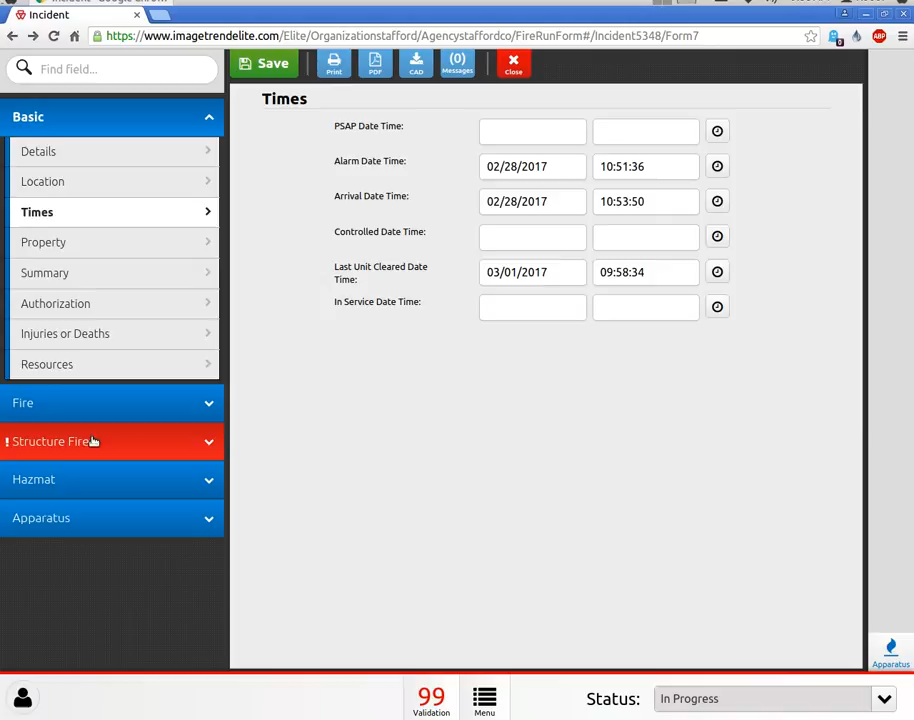 Incident
https://www.imagetrendelite.com/Elite/Organizationstafford/Agencystaffordco/FireRunForm#/Incident5348/Form7
Find field...
Save
Print
PDF
CAD
(0)
Messages
Close
Basic
Details
Location
Times
Property
Summary
Authorization
Injuries or Deaths
Resources
Fire
! Structure Fire
Hazmat
Apparatus
Times
PSAP Date Time:
Alarm Date Time: 02/28/2017 10:51:36
Arrival Date Time: 02/28/2017 10:53:50
Controlled Date Time:
Last Unit Cleared Date
Time: 03/01/2017 09:58:34
In Service Date Time:
Apparatus
99
Validation
Menu
Status: In Progress
0
ABP